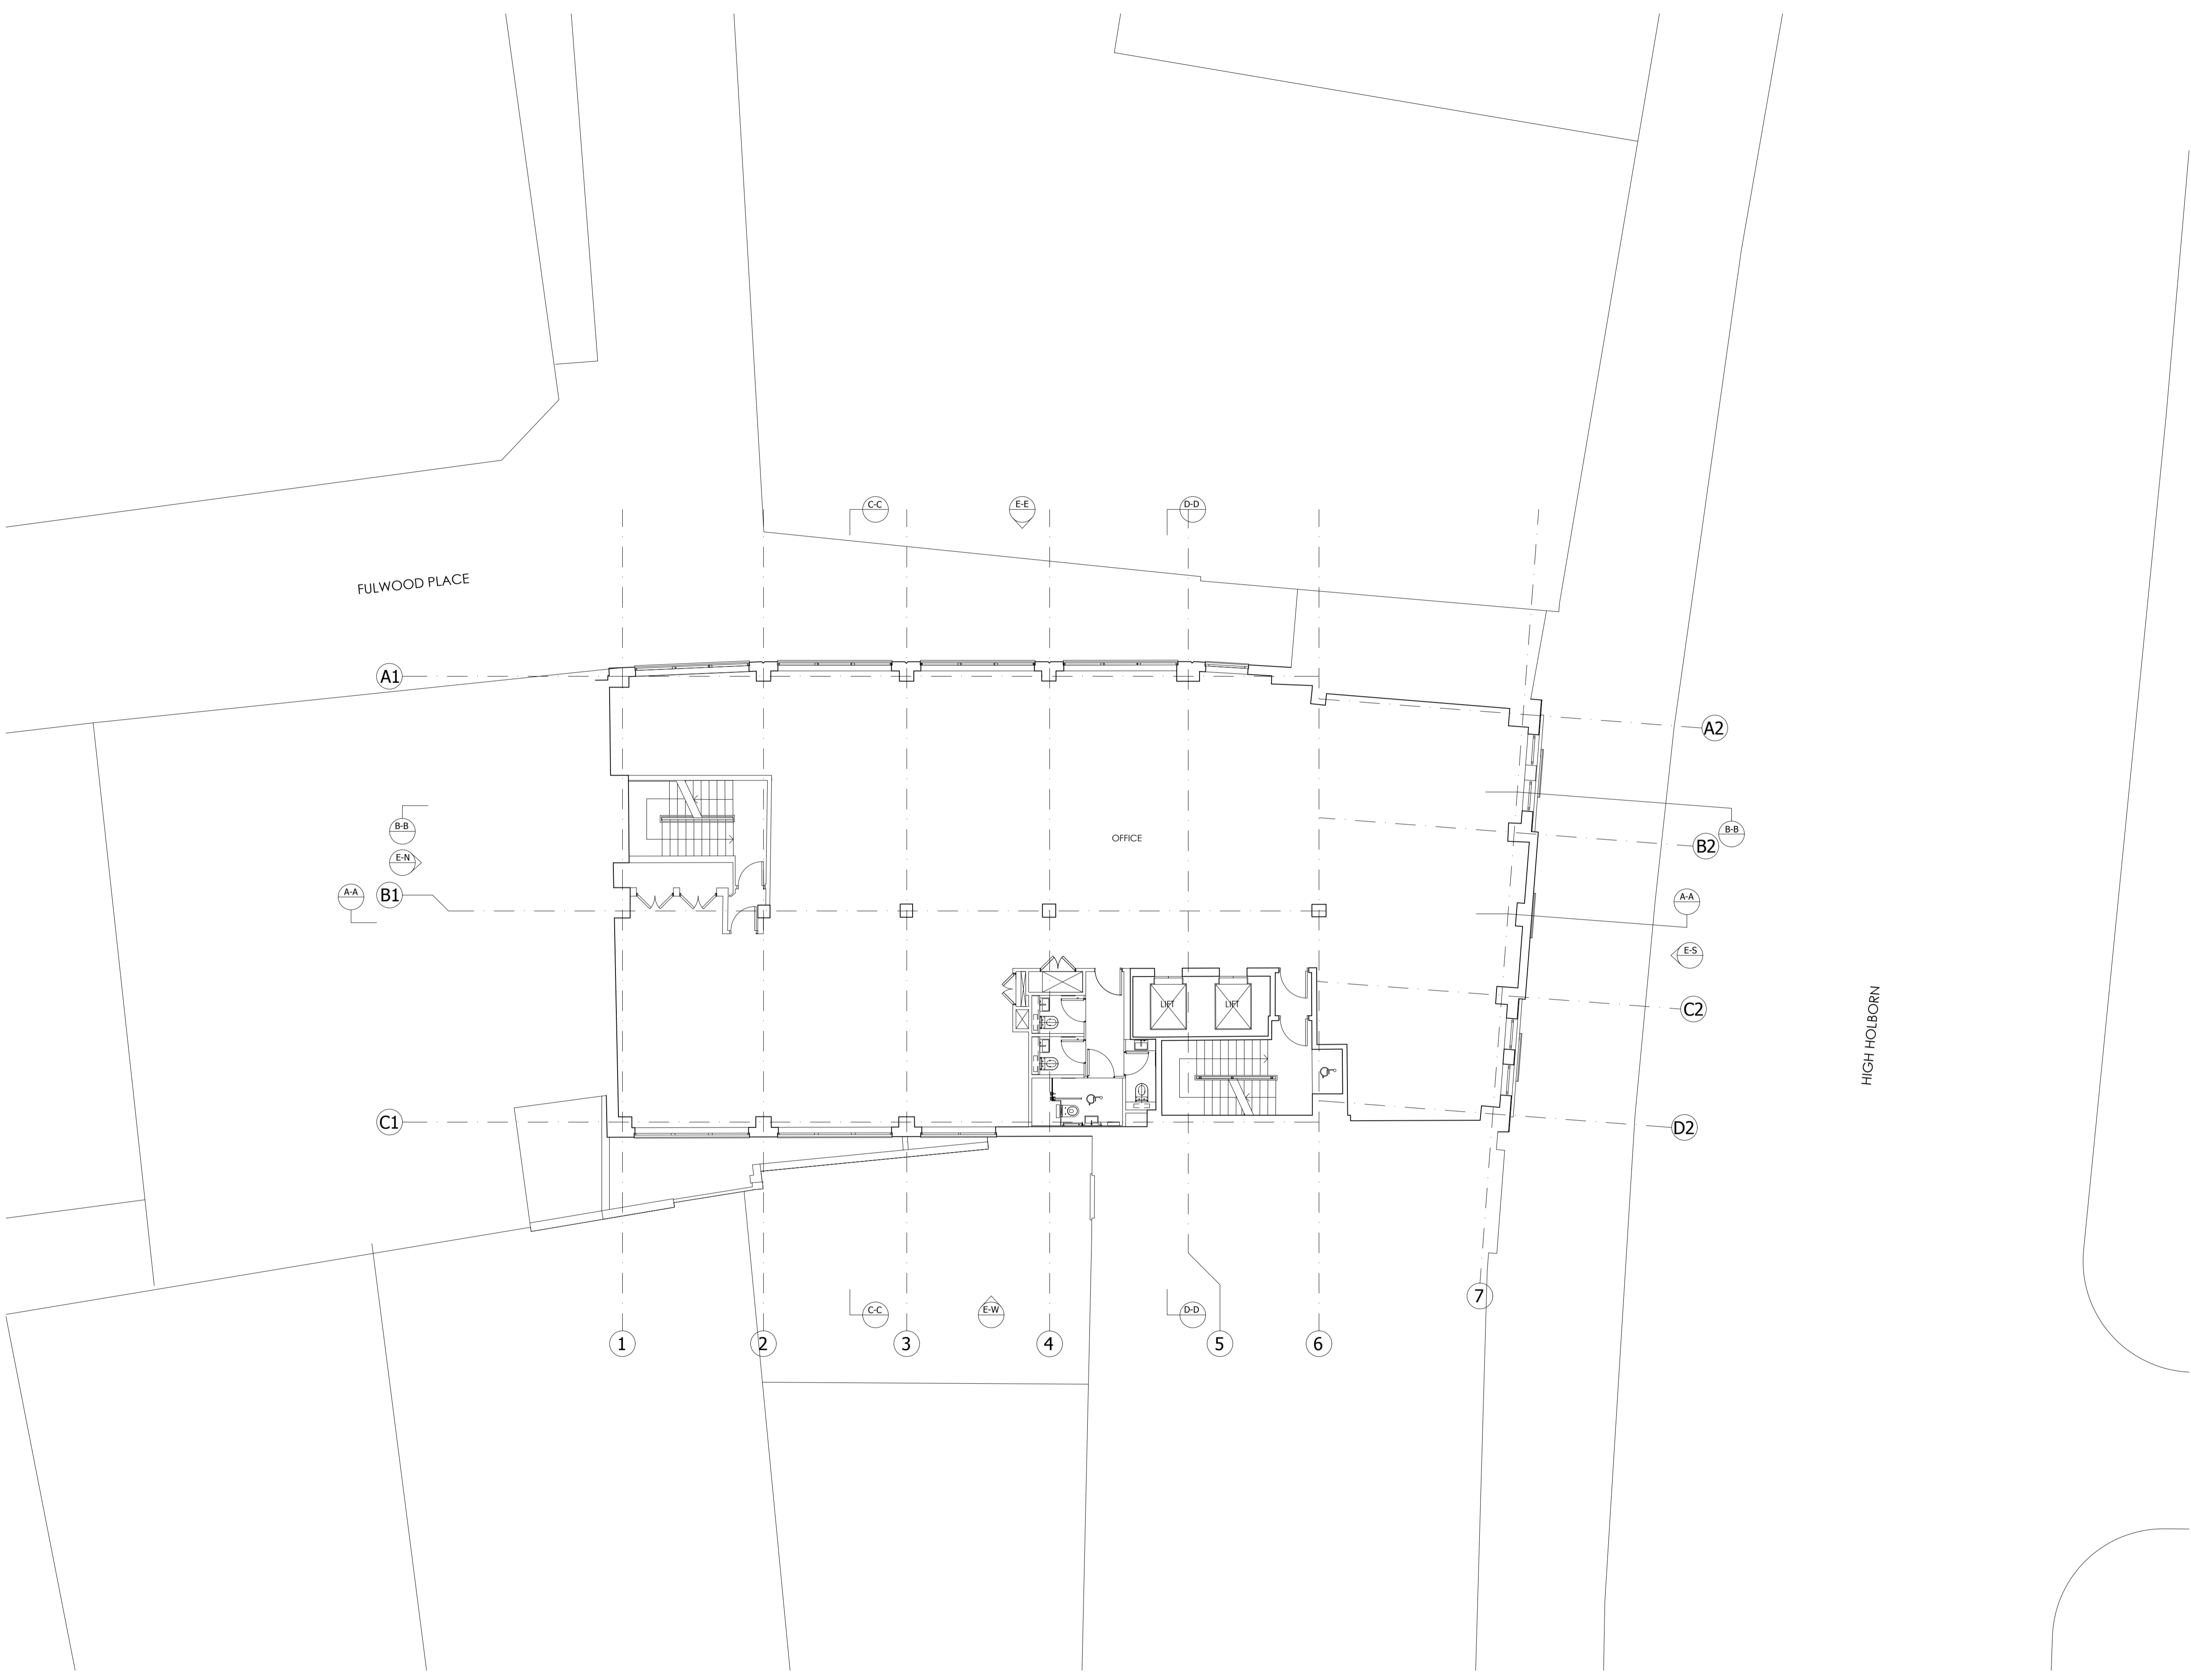 C-C
E-E
D-D
FULWOOD PLACE
A1
A2
B-B
B-B
OFFICE
B2
E-N
A-A
B1
A-A
E-S
LIFT
LIFT
C2
HIGH HOLBORN
C1
D2
7
C-C
E-W
D-D
1
2
3
4
5
6